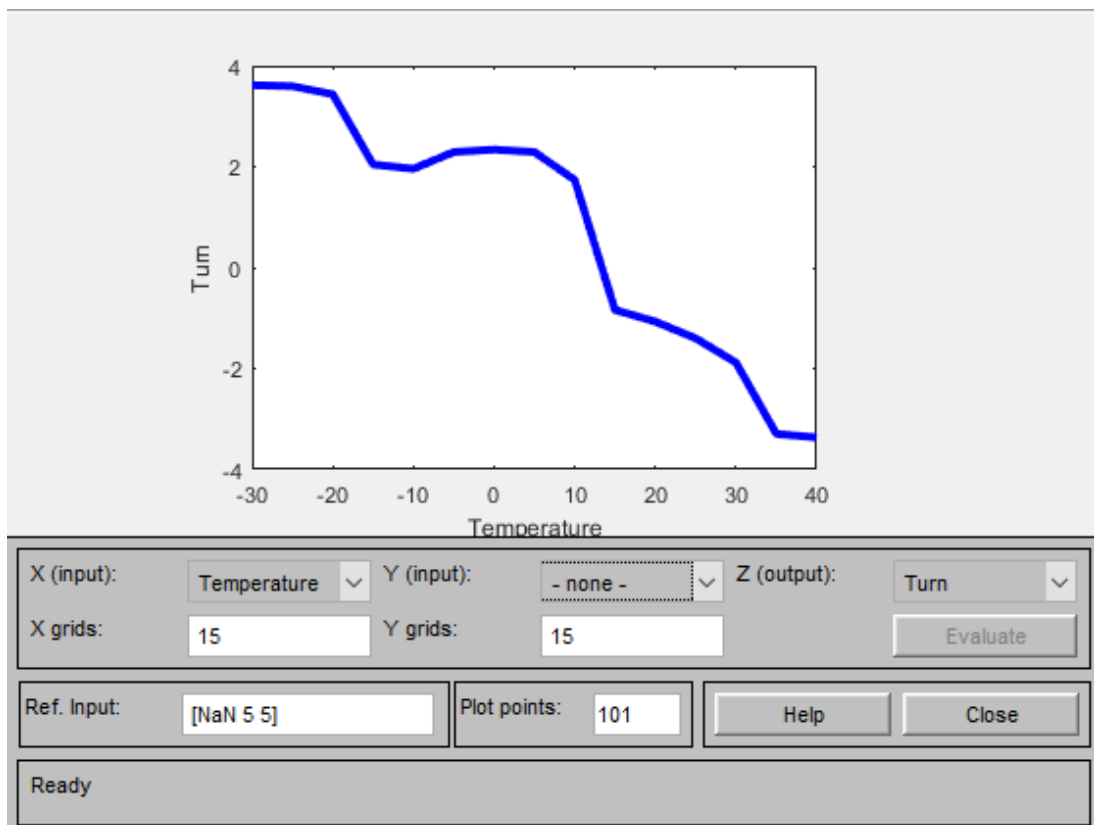 4
2
0
-2
-4
Turn
-30 -20 -10 0 10 20 30 40
Temperature
X (input): Temperature Y (input): - none - Z (output): Turn
X grids: 15 Y grids: 15 Evaluate
Ref. Input: [NaN 5 5] Plot points: 101 Help Close
Ready